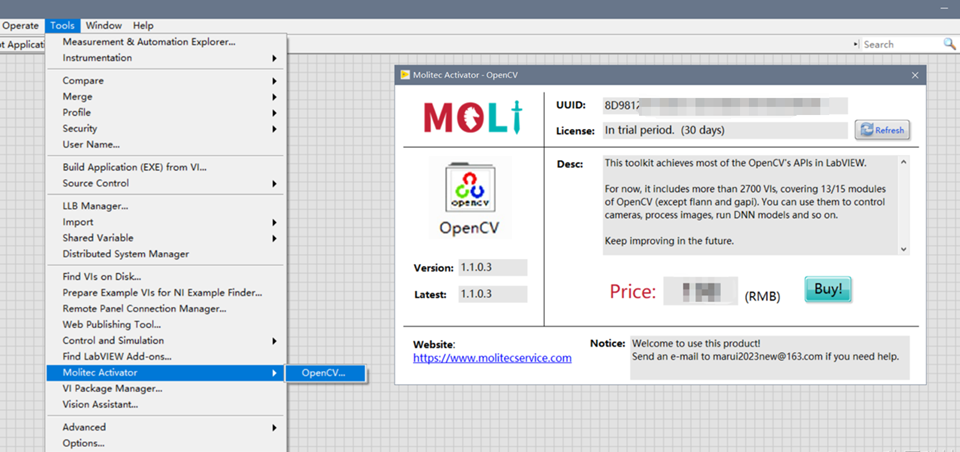 Operate Tools Window Help
Search
Measurement & Automation Explorer...
Instrumentation
Compare
Merge
Profile
Security
User Name...
Build Application (EXE) from VI...
Source Control
LLB Manager...
Import
Shared Variable
Distributed System Manager
Find VIs on Disk...
Prepare Example VIs for NI Example Finder...
Remote Panel Connection Manager...
Web Publishing Tool...
Control and Simulation
Find LabVIEW Add-ons...
Molitec Activator
OpenCV...
VI Package Manager...
Vision Assistant...
Advanced
Options...
Molitec Activator - OpenCV
MOLi
UUID:
License: In trial period. (30 days)
Refresh
opencv
OpenCV
Version: 1.1.0.3
Latest: 1.1.0.3
Desc: This toolkit achieves most of the OpenCV's APIs in LabVIEW.
For now, it includes more than 2700 VIs, covering 13/15 modules
of OpenCV (except flann and gapi). You can use them to control
cameras, process images, run DNN models and so on.
Keep improving in the future.
Price: (RMB)
Buy!
Website:
https://www.molitecservice.com
Notice: Welcome to use this product!
Send an e-mail to marui2023new@163.com if you need help.